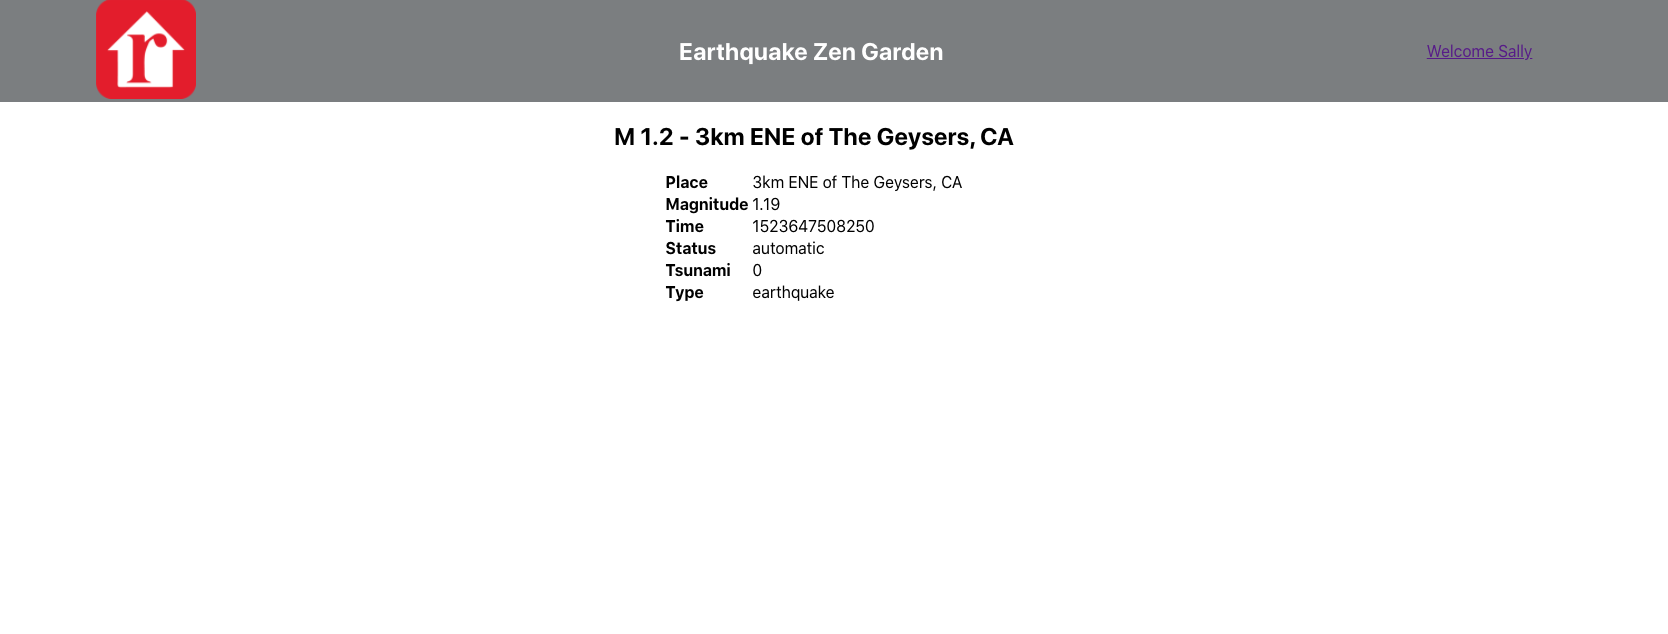 r
Earthquake Zen Garden
Welcome Sally
M 1.2 - 3km ENE of The Geysers, CA
Place 3km ENE of The Geysers, CA
Magnitude 1.19
Time 1523647508250
Status automatic
Tsunami 0
Type earthquake